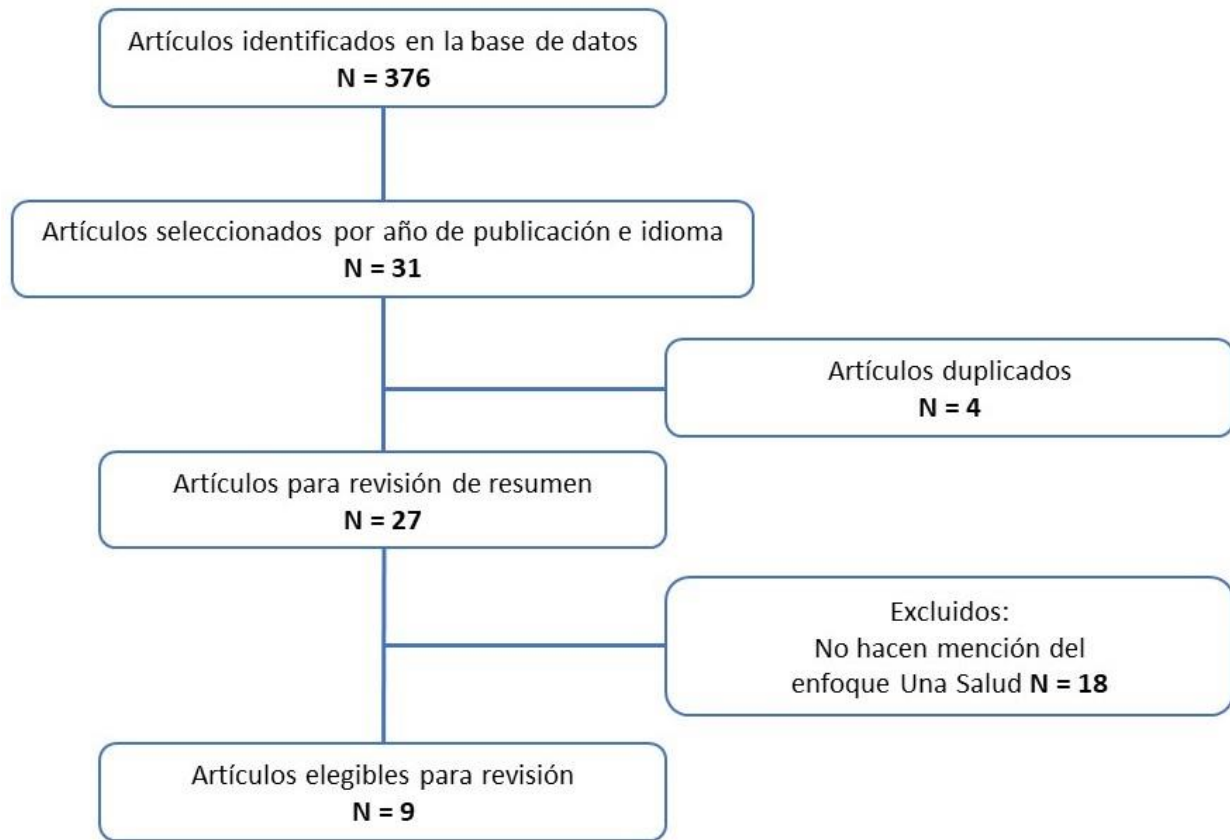 Artículos identificados en la base de datos
N = 376
Artículos seleccionados por año de publicación e idioma
N = 31
Artículos duplicados
N = 4
Artículos para revisión de resumen
N = 27
Excluidos:
No hacen mención del
enfoque Una Salud N = 18
Artículos elegibles para revisión
N = 9